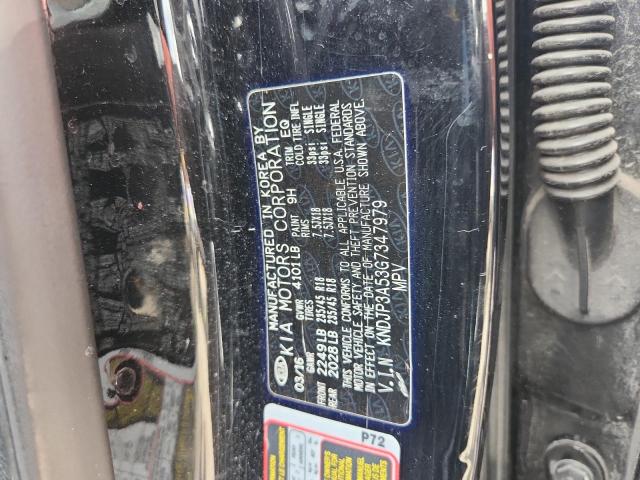 MANUFACTURED IN KOREA BY
KIA MOTORS CORPORATION
03/16 GVWR 4101LB PAINT 9H TRIM EQ
GAWR TIRES RIMS COLD TIRE INFL
FRONT 2249LB 235/45 R18 7.5JX18 33psi SINGLE
REAR 2028LB 235/45 R18 7.5JX18 33psi SINGLE
THIS VEHICLE CONFORMS TO ALL APPLICABLE U.S.A. FEDERAL
MOTOR VEHICLE SAFETY AND THEFT PREVENTION STANDARDS
IN EFFECT ON THE DATE OF MANUFACTURE SHOWN ABOVE.
V.I.N KNDJP3A53G7347979
MPV
P72